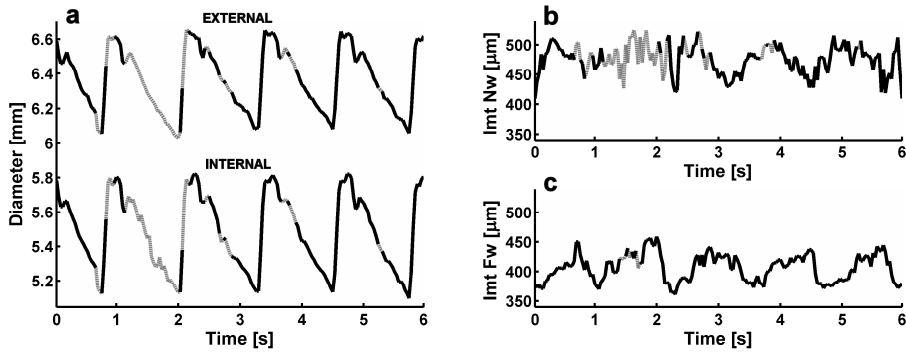 a
EXTERNAL
6.6
6.4
6.2
6
INTERNAL
5.8
5.6
5.4
5.2
Diameter [mm]
0 1 2 3 4 5 6
Time [s]
b
500
450
400
350
Imt Nw [µm]
0 1 2 3 4 5 6
Time [s]
c
500
450
400
350
Imt Fw [µm]
0 1 2 3 4 5 6
Time [s]